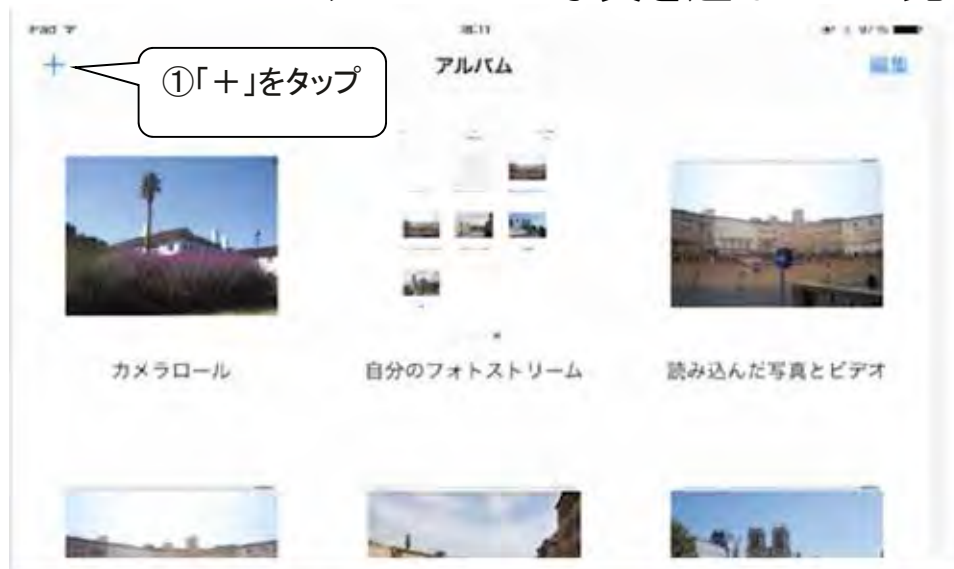 アルバム
編集
①「＋」をタップ
カメラロール
自分のフォトストリーム
読み込んだ写真とビデオ